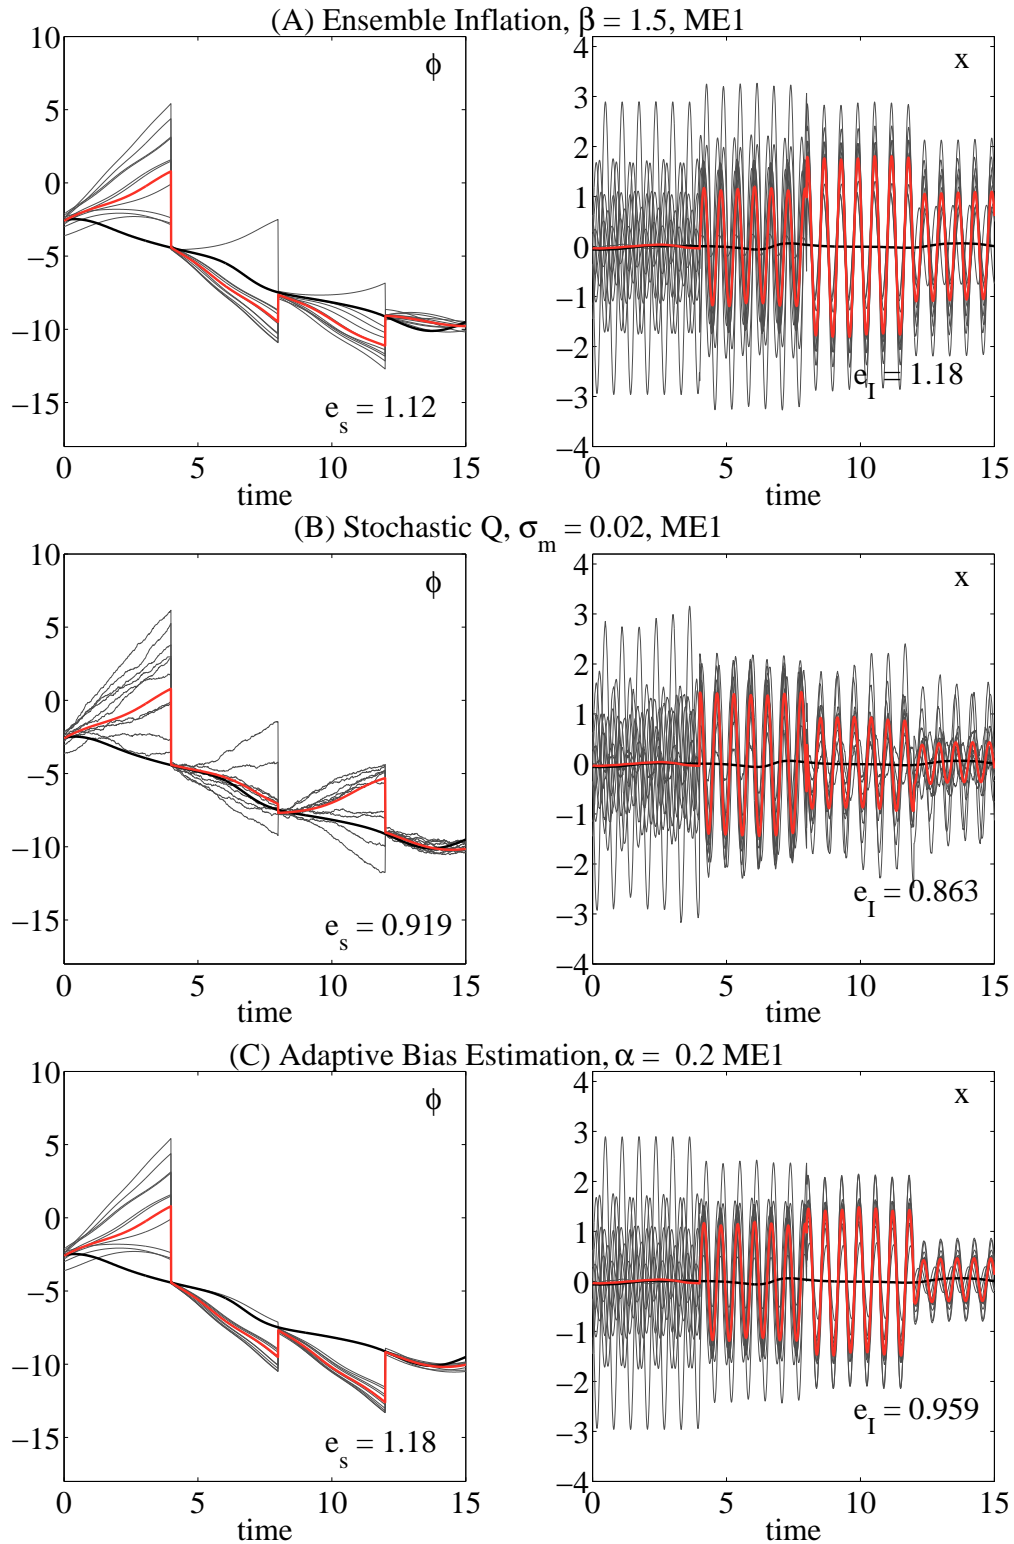 (A) Ensemble Inflation, β = 1.5, ME1
10
5
0
−5
−10
−15
ϕ
e_s = 1.12
0 5 10 15
time
4
3
2
1
0
−1
−2
−3
−4
x
e_I = 1.18
0 5 10 15
time
(B) Stochastic Q, σ_m = 0.02, ME1
10
5
0
−5
−10
−15
ϕ
e_s = 0.919
0 5 10 15
time
4
3
2
1
0
−1
−2
−3
−4
x
e_I = 0.863
0 5 10 15
time
(C) Adaptive Bias Estimation, α = 0.2 ME1
10
5
0
−5
−10
−15
ϕ
e_s = 1.18
0 5 10 15
time
4
3
2
1
0
−1
−2
−3
−4
x
e_I = 0.959
0 5 10 15
time